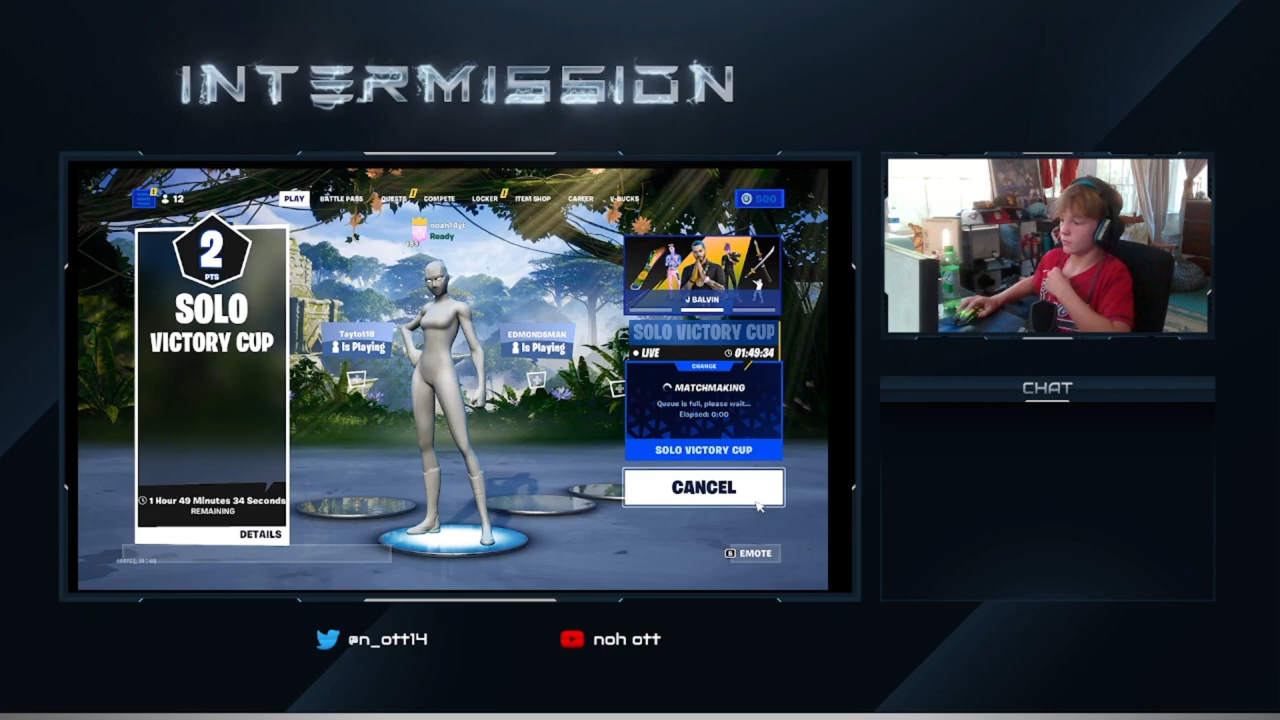 INTERMISSION
1
12
PLAY
BATTLE PASS
QUESTS
COMPETE
LOCKER
ITEM SHOP
CAREER
V-BUCKS
500
noah14yt
Ready
2
PTS
SOLO
VICTORY CUP
1 Hour 49 Minutes 34 Seconds
REMAINING
DETAILS
Taytot18
Is Playing
EDMONDSMAN
Is Playing
J BALVIN
SOLO VICTORY CUP
LIVE 01:49:34
CHANGE
MATCHMAKING
Queue is full, please wait...
Elapsed: 0:00
SOLO VICTORY CUP
CANCEL
EMOTE
CHAT
@n_ott14
noh ott